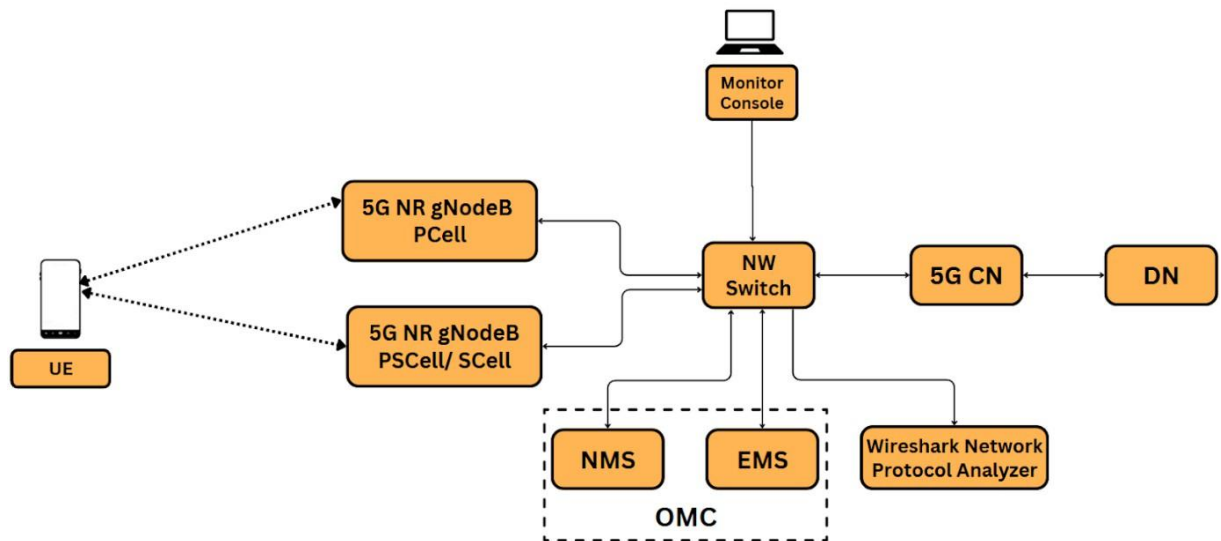 Monitor
Console
5G NR gNodeB
PCell
NW
Switch
5G CN
DN
5G NR gNodeB
PSCell/ SCell
UE
NMS
EMS
Wireshark Network
Protocol Analyzer
OMC